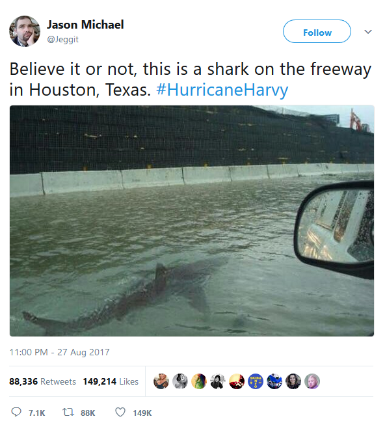 Jason Michael
@Jeggit
Follow
Believe it or not, this is a shark on the freeway
in Houston, Texas. #HurricaneHarvy
11:00 PM - 27 Aug 2017
88,336 Retweets 149,214 Likes
7.1K 88K 149K